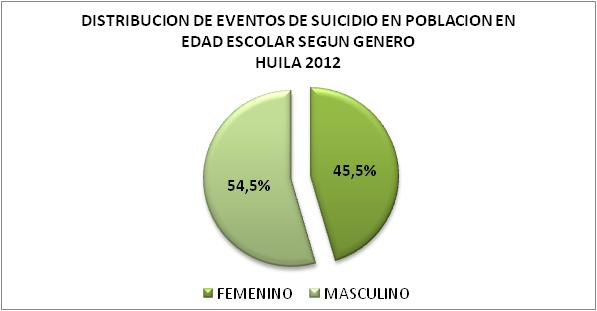 DISTRIBUCION DE EVENTOS DE SUICIDIO EN POBLACION EN
EDAD ESCOLAR SEGUN GENERO
HUILA 2012
54,5%
45,5%
FEMENINO
MASCULINO